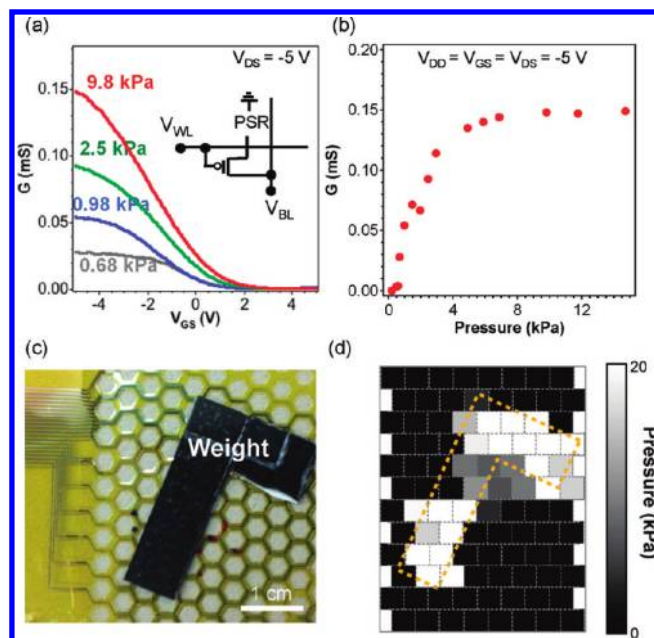 (a)
V_DS = -5 V
9.8 kPa
2.5 kPa
0.98 kPa
0.68 kPa
V_WL
PSR
V_BL
G (mS)
0.15
0.10
0.05
0.00
-4 -2 0 2 4
V_GS (V)
(b)
V_DD = V_GS = V_DS = -5 V
G (mS)
0.20
0.15
0.10
0.05
0.00
0 4 8 12
Pressure (kPa)
(c)
Weight
1 cm
(d)
20
Pressure (kPa)
0